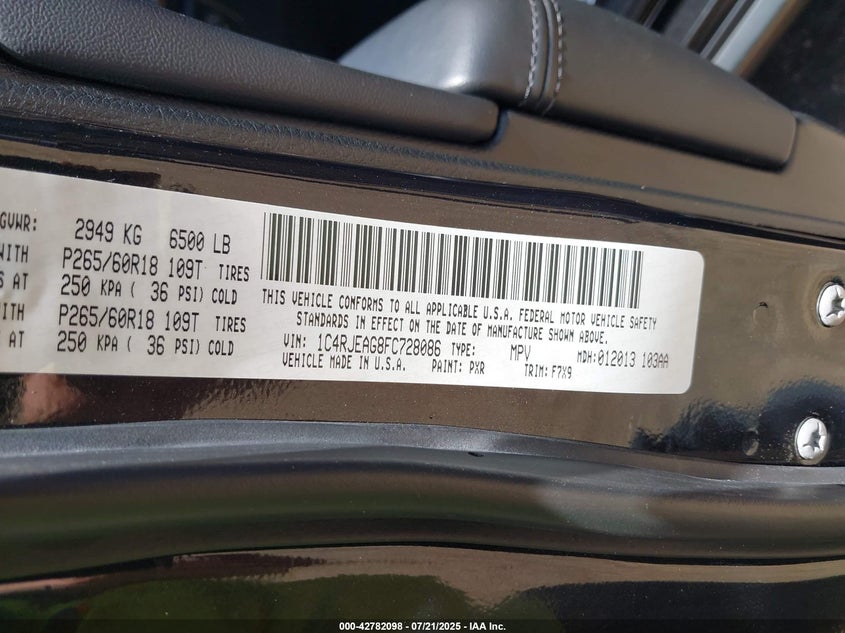 GVWR: 2949 KG 6500 LB
WITH P265/60R18 109T TIRES
S AT 250 KPA ( 36 PSI) COLD
WITH P265/60R18 109T TIRES
S AT 250 KPA ( 36 PSI) COLD
THIS VEHICLE CONFORMS TO ALL APPLICABLE U.S.A. FEDERAL MOTOR VEHICLE SAFETY
STANDARDS IN EFFECT ON THE DATE OF MANUFACTURE SHOWN ABOVE.
VIN: 1C4RJEAG8FC728086 TYPE: MPV MDH:012013 103AA
VEHICLE MADE IN U.S.A. PAINT: PXR TRIM: F7X9
000-42782098 - 07/21/2025 - IAA Inc.